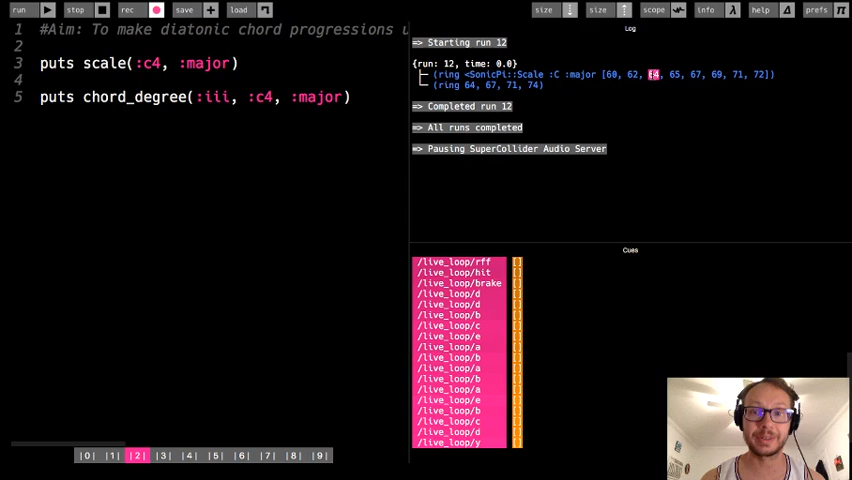 run stop rec save load size size scope info help prefs
1 #Aim: To make diatonic chord progressions u
2
3 puts scale(:c4, :major)
4
5 puts chord_degree(:iii, :c4, :major)
Log
=> Starting run 12
{run: 12, time: 0.0}
(ring <SonicPi::Scale :C :major [60, 62, 64, 65, 67, 69, 71, 72])
(ring 64, 67, 71, 74)
=> Completed run 12
=> All runs completed
=> Pausing SuperCollider Audio Server
Cues
/live_loop/rff []
/live_loop/hit []
/live_loop/brake []
/live_loop/d []
/live_loop/d []
/live_loop/b []
/live_loop/c []
/live_loop/e []
/live_loop/a []
/live_loop/b []
/live_loop/a []
/live_loop/b []
/live_loop/a []
/live_loop/e []
/live_loop/b []
/live_loop/c []
/live_loop/d []
/live_loop/y []
|0| |1| |2| |3| |4| |5| |6| |7| |8| |9|